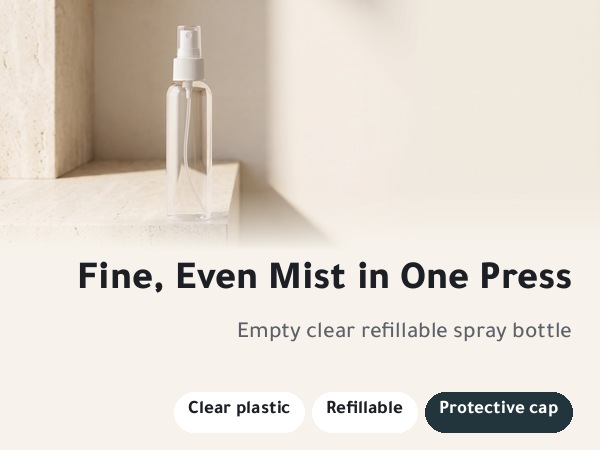 Fine, Even Mist in One Press
Empty clear refillable spray bottle
Clear plastic
Refillable
Protective cap